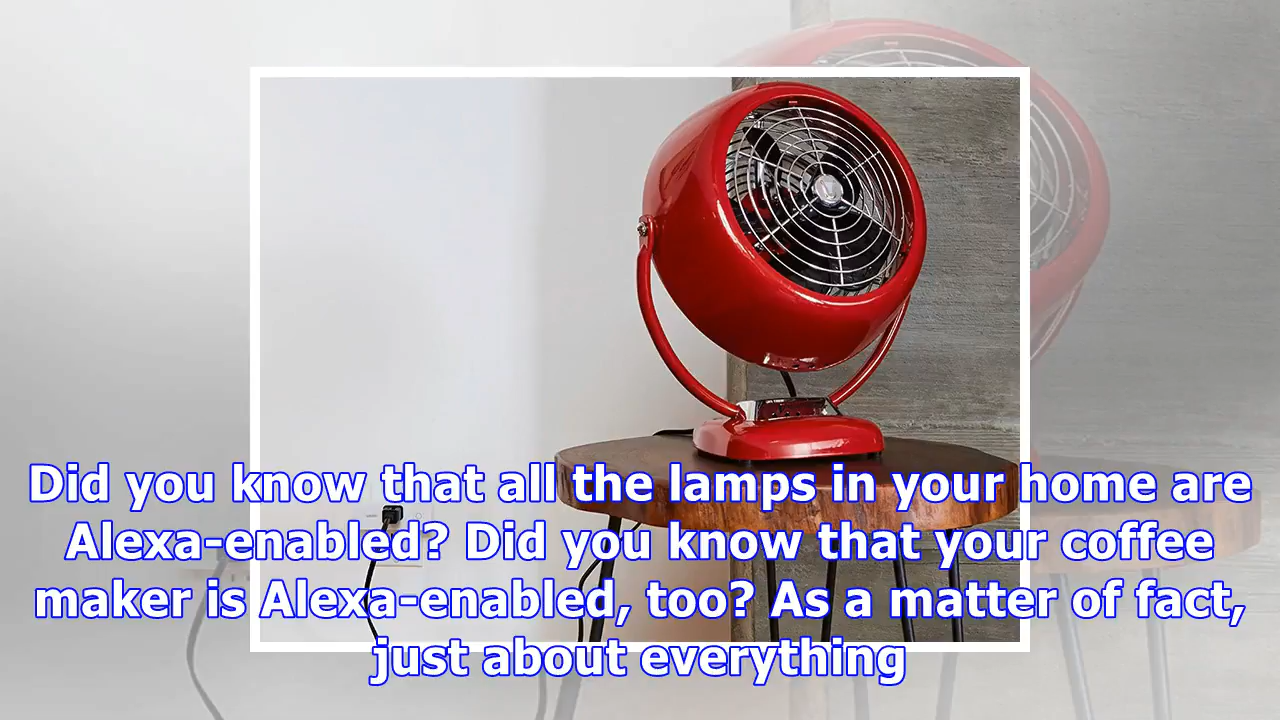 Did you know that all the lamps in your home are
Alexa-enabled? Did you know that your coffee
maker is Alexa-enabled, too? As a matter of fact,
just about everything